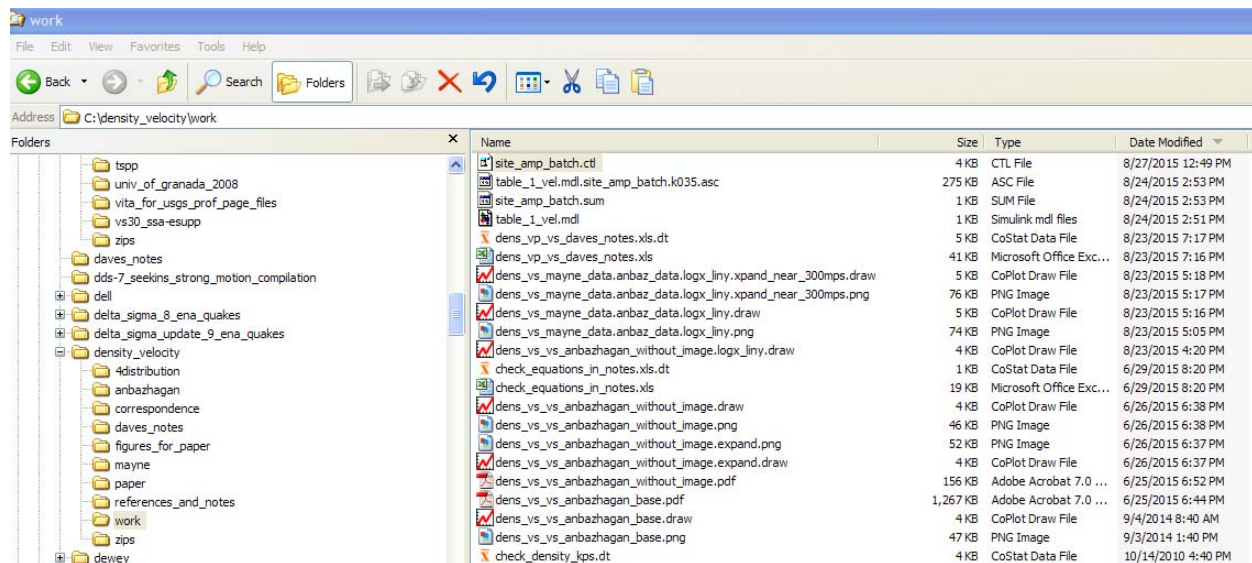 work
File Edit View Favorites Tools Help
Back Search Folders
Address C:\density_velocity\work
Folders x
tspp
univ_of_granada_2008
vita_for_usgs_prof_page_files
vs30_ssa-esupp
zips
daves_notes
dds-7_seekins_strong_motion_compilation
dell
delta_sigma_8_ena_quakes
delta_sigma_update_9_ena_quakes
density_velocity
4distribution
anbazhagan
correspondence
daves_notes
figures_for_paper
mayne
paper
references_and_notes
work
zips
dewey
Name Size Type Date Modified
site_amp_batch.ctl 4 KB CTL File 8/27/2015 12:49 PM
table_1_vel.mdl.site_amp_batch.k035.asc 275 KB ASC File 8/24/2015 2:53 PM
site_amp_batch.sum 1 KB SUM File 8/24/2015 2:53 PM
table_1_vel.mdl 1 KB Simulink mdl files 8/24/2015 2:51 PM
dens_vp_vs_daves_notes.xls.dt 5 KB CoStat Data File 8/23/2015 7:17 PM
dens_vp_vs_daves_notes.xls 41 KB Microsoft Office Exc... 8/23/2015 7:16 PM
dens_vs_mayne_data.anbaz_data.logx_liny.xpand_near_300mps.draw 5 KB CoPlot Draw File 8/23/2015 5:18 PM
dens_vs_mayne_data.anbaz_data.logx_liny.xpand_near_300mps.png 76 KB PNG Image 8/23/2015 5:17 PM
dens_vs_mayne_data.anbaz_data.logx_liny.draw 5 KB CoPlot Draw File 8/23/2015 5:16 PM
dens_vs_mayne_data.anbaz_data.logx_liny.png 74 KB PNG Image 8/23/2015 5:05 PM
dens_vs_vs_anbazhagan_without_image.logx_liny.draw 4 KB CoPlot Draw File 8/23/2015 4:20 PM
check_equations_in_notes.xls.dt 1 KB CoStat Data File 6/29/2015 8:20 PM
check_equations_in_notes.xls 19 KB Microsoft Office Exc... 6/29/2015 8:20 PM
dens_vs_vs_anbazhagan_without_image.draw 4 KB CoPlot Draw File 6/26/2015 6:38 PM
dens_vs_vs_anbazhagan_without_image.png 46 KB PNG Image 6/26/2015 6:38 PM
dens_vs_vs_anbazhagan_without_image.expand.png 52 KB PNG Image 6/26/2015 6:37 PM
dens_vs_vs_anbazhagan_without_image.expand.draw 4 KB CoPlot Draw File 6/26/2015 6:37 PM
dens_vs_vs_anbazhagan_without_image.pdf 156 KB Adobe Acrobat 7.0 ... 6/25/2015 6:52 PM
dens_vs_vs_anbazhagan_base.pdf 1,267 KB Adobe Acrobat 7.0 ... 6/25/2015 6:44 PM
dens_vs_vs_anbazhagan_base.draw 4 KB CoPlot Draw File 9/4/2014 8:40 AM
dens_vs_vs_anbazhagan_base.png 47 KB PNG Image 9/3/2014 1:40 PM
check_density_kps.dt 4 KB CoStat Data File 10/14/2010 4:40 PM